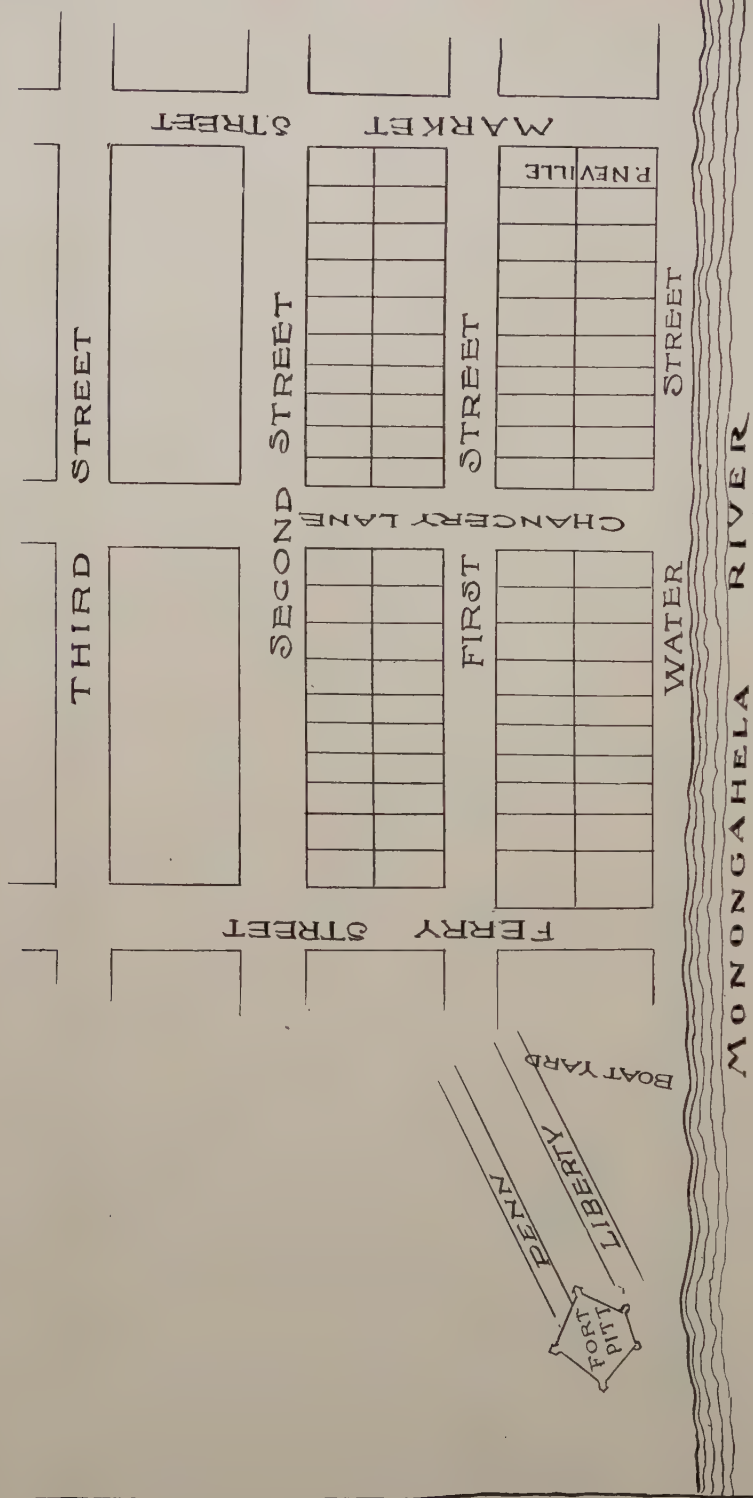 MARKET STREET
P. NEVILLE
THIRD STREET
SECOND STREET
FIRST STREET
WATER STREET
CHANCERY LANE
MONONGAHELA RIVER
FERRY STREET
BOAT YARD
LIBERTY
PENN
FORT
PITT